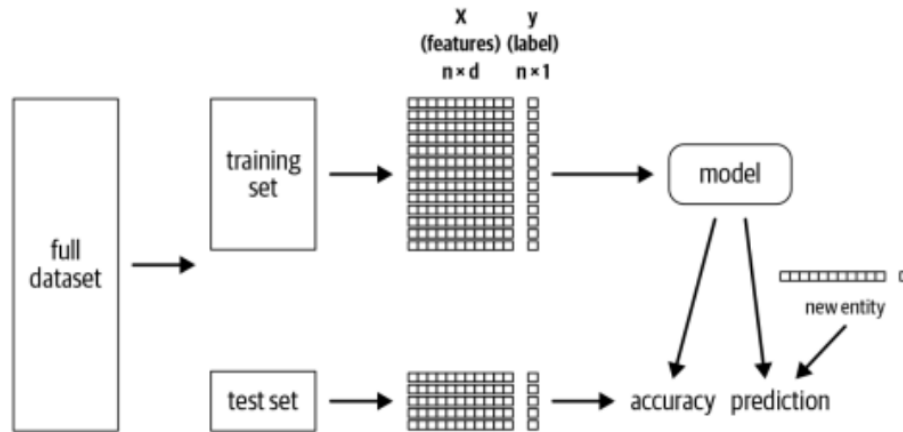 X y
(features) (label)
n × d n × 1
training
set
model
full
dataset
new entity
test set
accuracy prediction